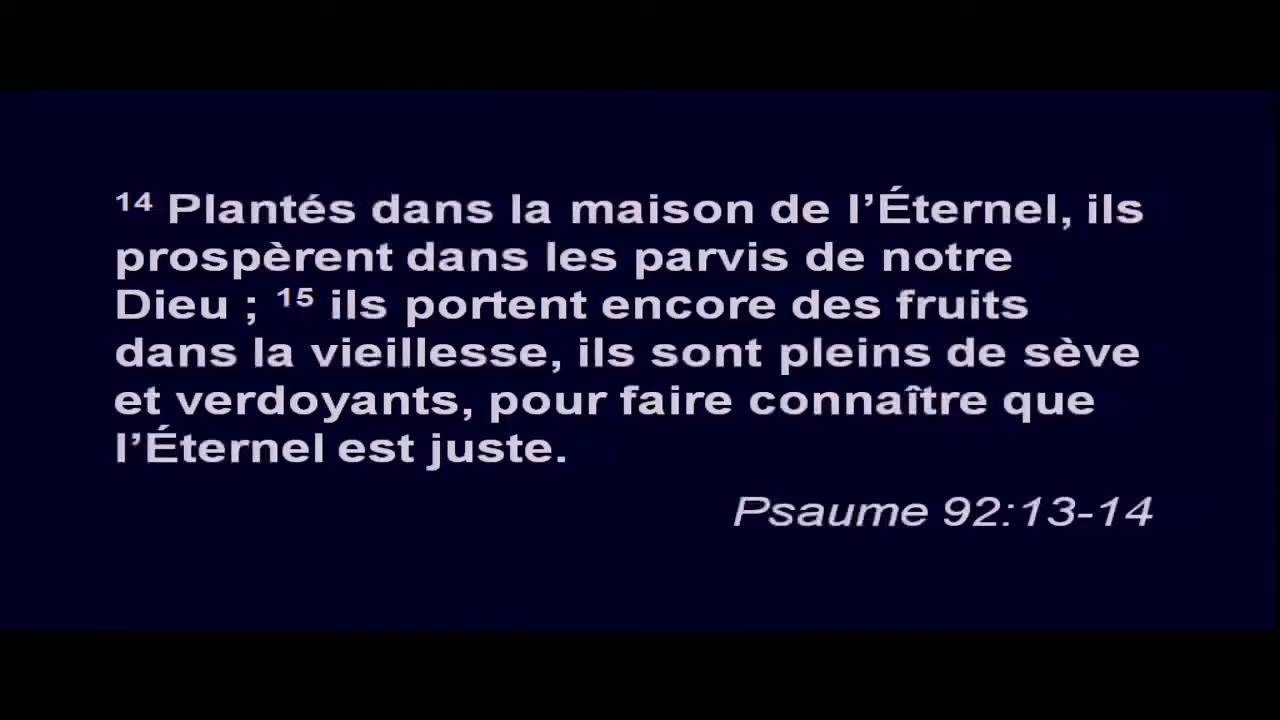 14 Plantés dans la maison de l’Éternel, ils
prospèrent dans les parvis de notre
Dieu ; 15 ils portent encore des fruits
dans la vieillesse, ils sont pleins de sève
et verdoyants, pour faire connaître que
l’Éternel est juste.
Psaume 92:13-14